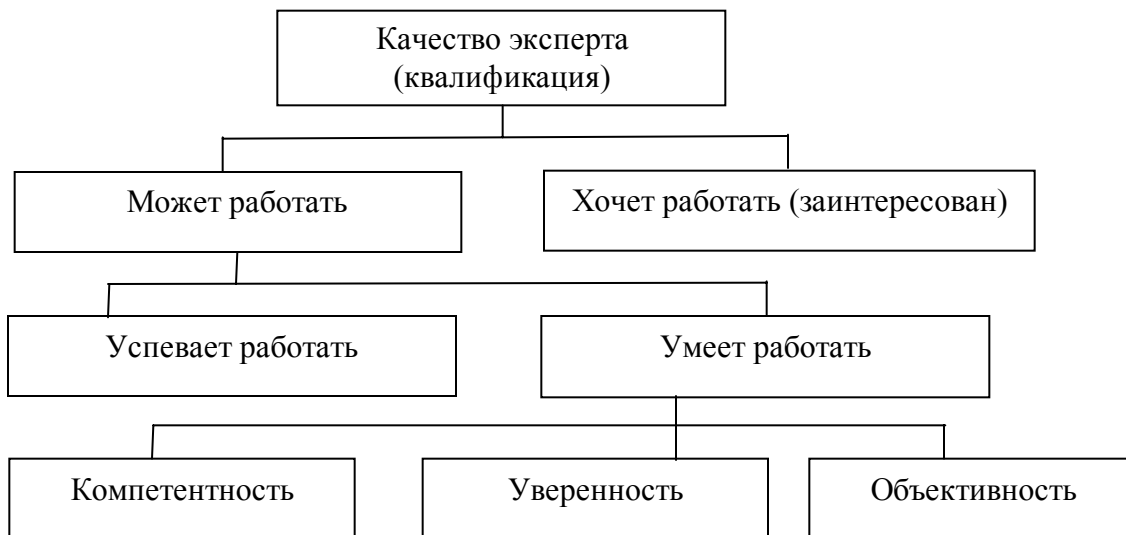 Качество эксперта
(квалификация)
Может работать
Хочет работать (заинтересован)
Успевает работать
Умеет работать
Компетентность
Уверенность
Объективность